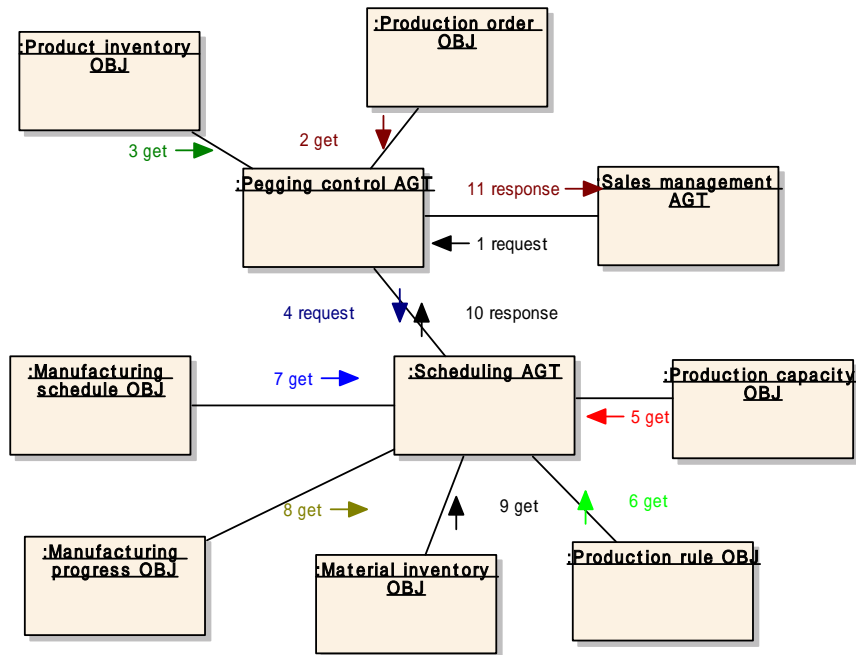 :Production order
OBJ
:Product inventory
OBJ
2 get
3 get
:Pegging control AGT
11 response
:Sales management
AGT
1 request
4 request
10 response
:Manufacturing
schedule OBJ
7 get
:Scheduling AGT
:Production capacity
OBJ
5 get
8 get
9 get
6 get
:Manufacturing
progress OBJ
:Material inventory
OBJ
:Production rule OBJ